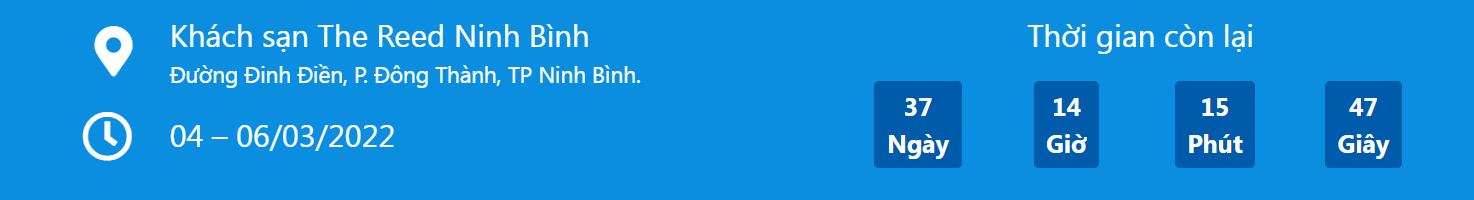 Khách sạn The Reed Ninh Bình
Đường Đinh Điền, P. Đông Thành, TP Ninh Bình.
04 – 06/03/2022
Thời gian còn lại
37 14 15 47
Ngày Giờ Phút Giây